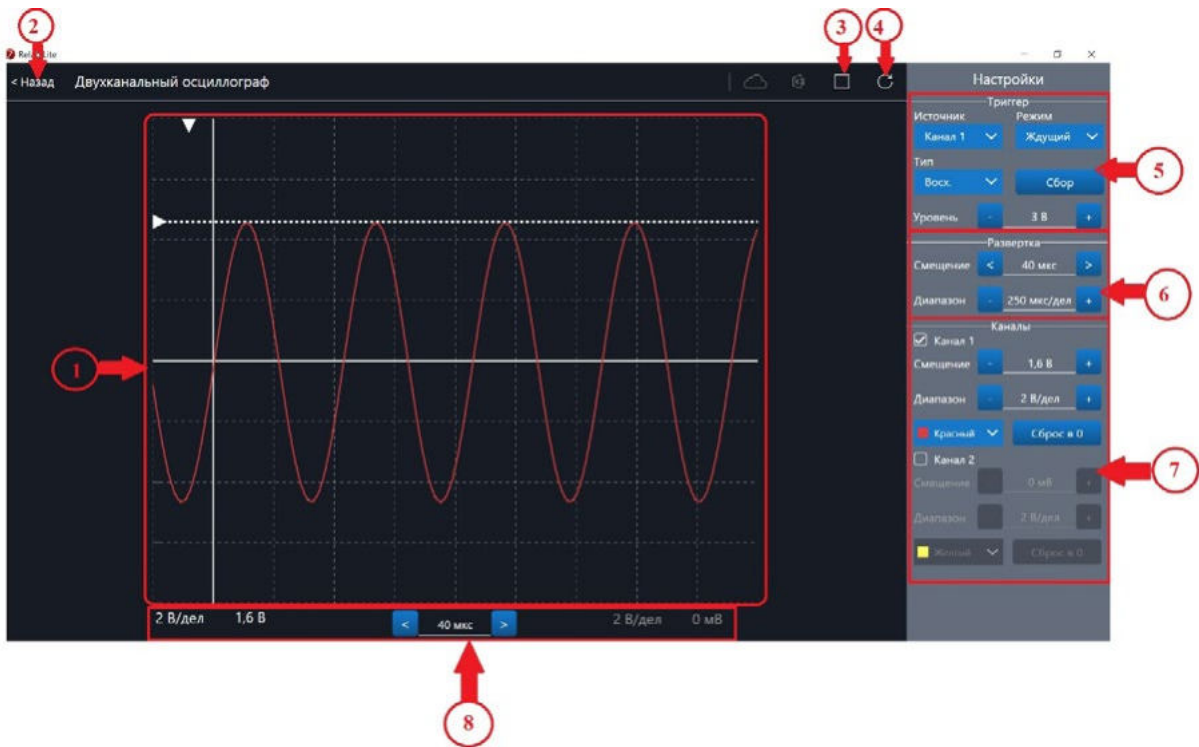 2
3
4
< Назад
Двухканальный осциллограф
Настройки
Триггер
Источник
Режим
Канал 1
Ждущий
Тип
Восх.
Сбор
5
Уровень
-
3 В
+
Развертка
Смещение
<
40 мкс
>
6
Диапазон
-
250 мкс/дел
+
Каналы
Канал 1
1
Смещение
-
1,6 В
+
Диапазон
-
2 В/дел
+
Красный
Сброс в 0
Канал 2
7
Смещение
0 мВ
+
Диапазон
2 В/дел
+
Желтый
Сброс в 0
2 В/дел
1,6 В
<
40 мкс
>
2 В/дел
0 мВ
8